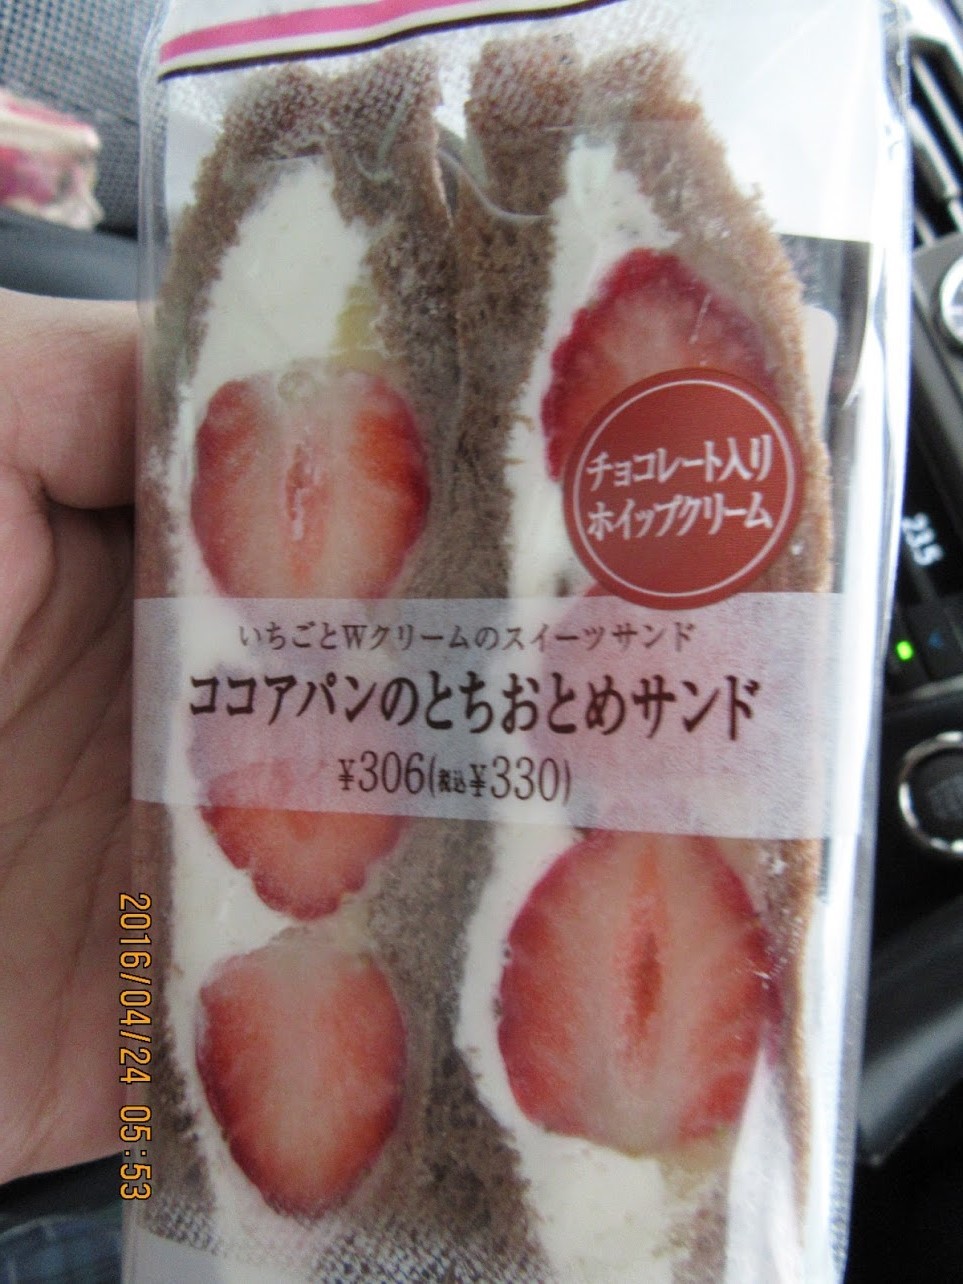 チョコレート入り
ホイップクリーム
いちごとWクリームのスイーツサンド
ココアパンのとちおとめサンド
¥306(税込¥330)
23.5
2016/04/24 05:53